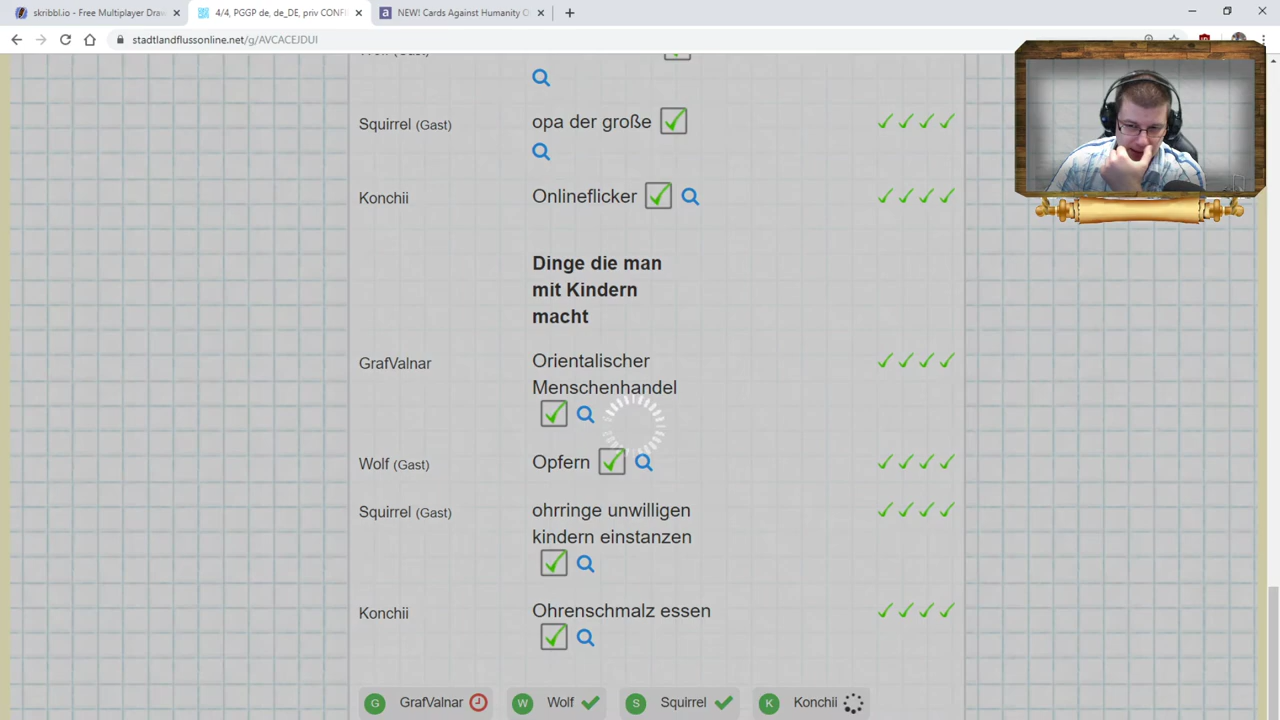 skribbl.io - Free Multiplayer Draw
4/4, PGGP de, de_DE, priv CONFI
NEW! Cards Against Humanity O
stadtlandflussonline.net/g/AVCACEJDUI
Squirrel (Gast) opa der große
Konchii Onlineflicker
Dinge die man
mit Kindern
macht
GrafValnar Orientalischer
Menschenhandel
Wolf (Gast) Opfern
Squirrel (Gast) ohrringe unwilligen
kindern einstanzen
Konchii Ohrenschmalz essen
G GrafValnar W Wolf S Squirrel K Konchii